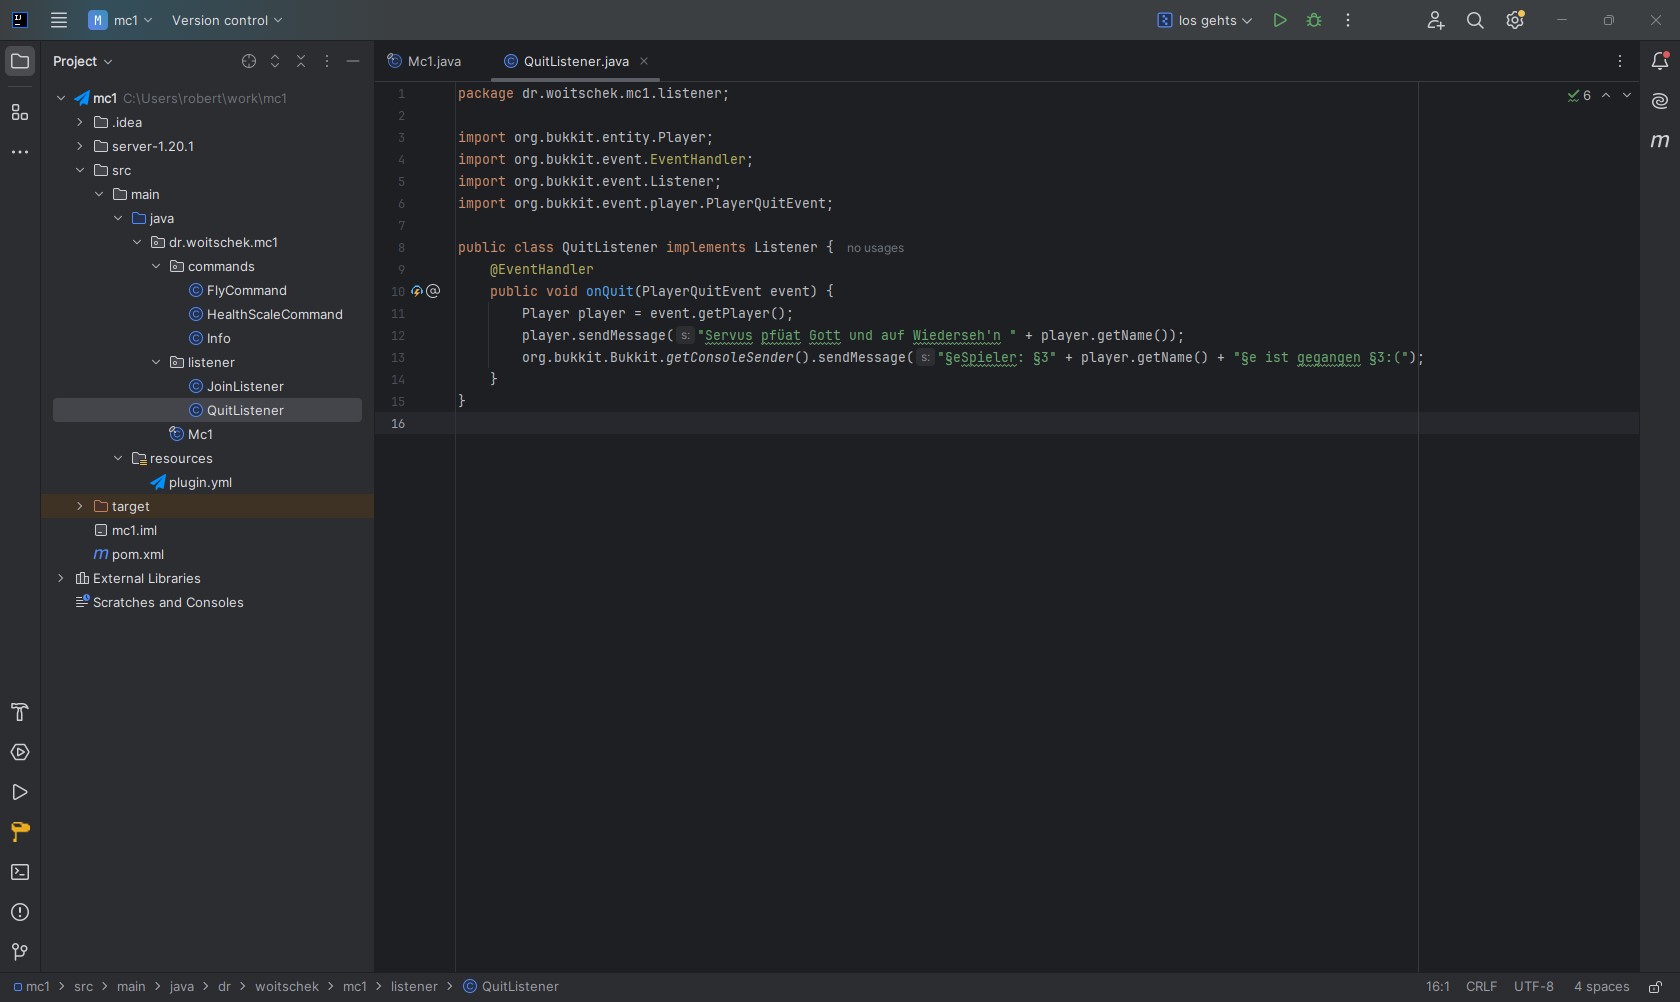 M mc1 Version control los gehts
Project
Mc1.java
QuitListener.java
mc1 C:\Users\robert\work\mc1
.idea
server-1.20.1
src
main
java
dr.woitschek.mc1
commands
FlyCommand
HealthScaleCommand
Info
listener
JoinListener
QuitListener
Mc1
resources
plugin.yml
target
mc1.iml
m pom.xml
External Libraries
Scratches and Consoles
6
m
1 package dr.woitschek.mc1.listener;
2
3 import org.bukkit.entity.Player;
4 import org.bukkit.event.EventHandler;
5 import org.bukkit.event.Listener;
6 import org.bukkit.event.player.PlayerQuitEvent;
7
8 public class QuitListener implements Listener { no usages
9 @EventHandler
10 public void onQuit(PlayerQuitEvent event) {
11 Player player = event.getPlayer();
12 player.sendMessage( s: "Servus pfüat Gott und auf Wiederseh'n " + player.getName());
13 org.bukkit.Bukkit.getConsoleSender().sendMessage( s: "§eSpieler: §3" + player.getName() + "§e ist gegangen §3:(");
14 }
15 }
16
mc1 > src > main > java > dr > woitschek > mc1 > listener > QuitListener
16:1 CRLF UTF-8 4 spaces